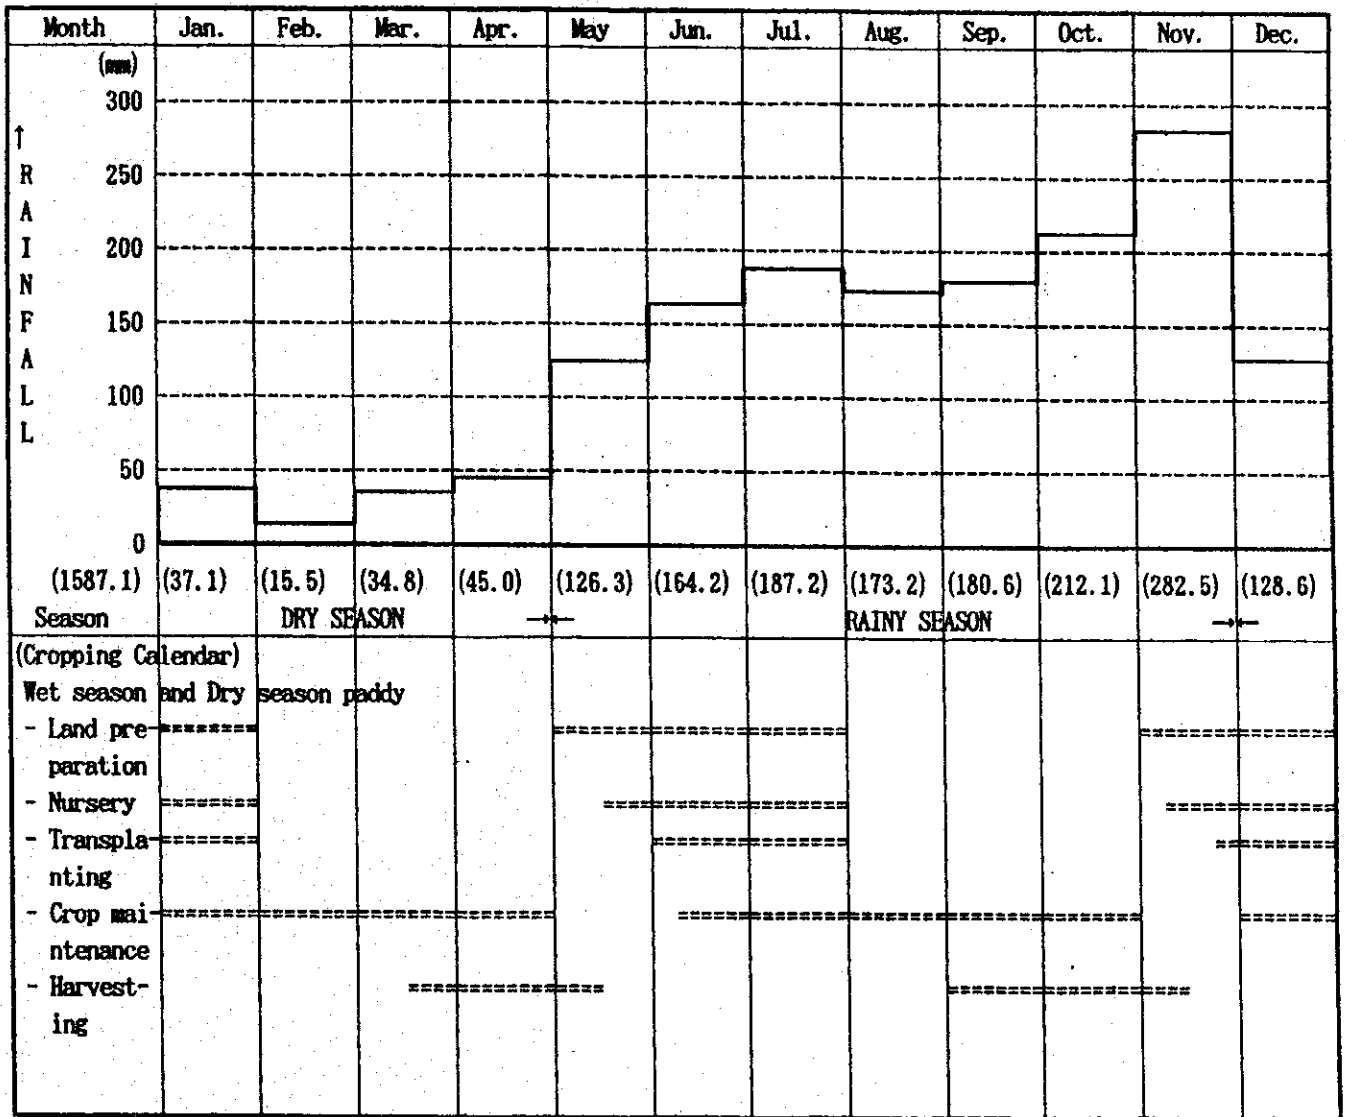 Month Jan. Feb. Mar. Apr. May Jun. Jul. Aug. Sep. Oct. Nov. Dec.
(mm)
300
↑
R 250
A
I 200
N
F 150
A
L 100
L
50
0
(1587.1) (37.1) (15.5) (34.8) (45.0) (126.3) (164.2) (187.2) (173.2) (180.6) (212.1) (282.5) (128.6)
Season DRY SEASON RAINY SEASON
(Cropping Calendar)
Wet season and Dry season paddy
- Land pre-
paration
- Nursery
- Transpla-
nting
- Crop mai-
ntenance
- Harvest-
ing